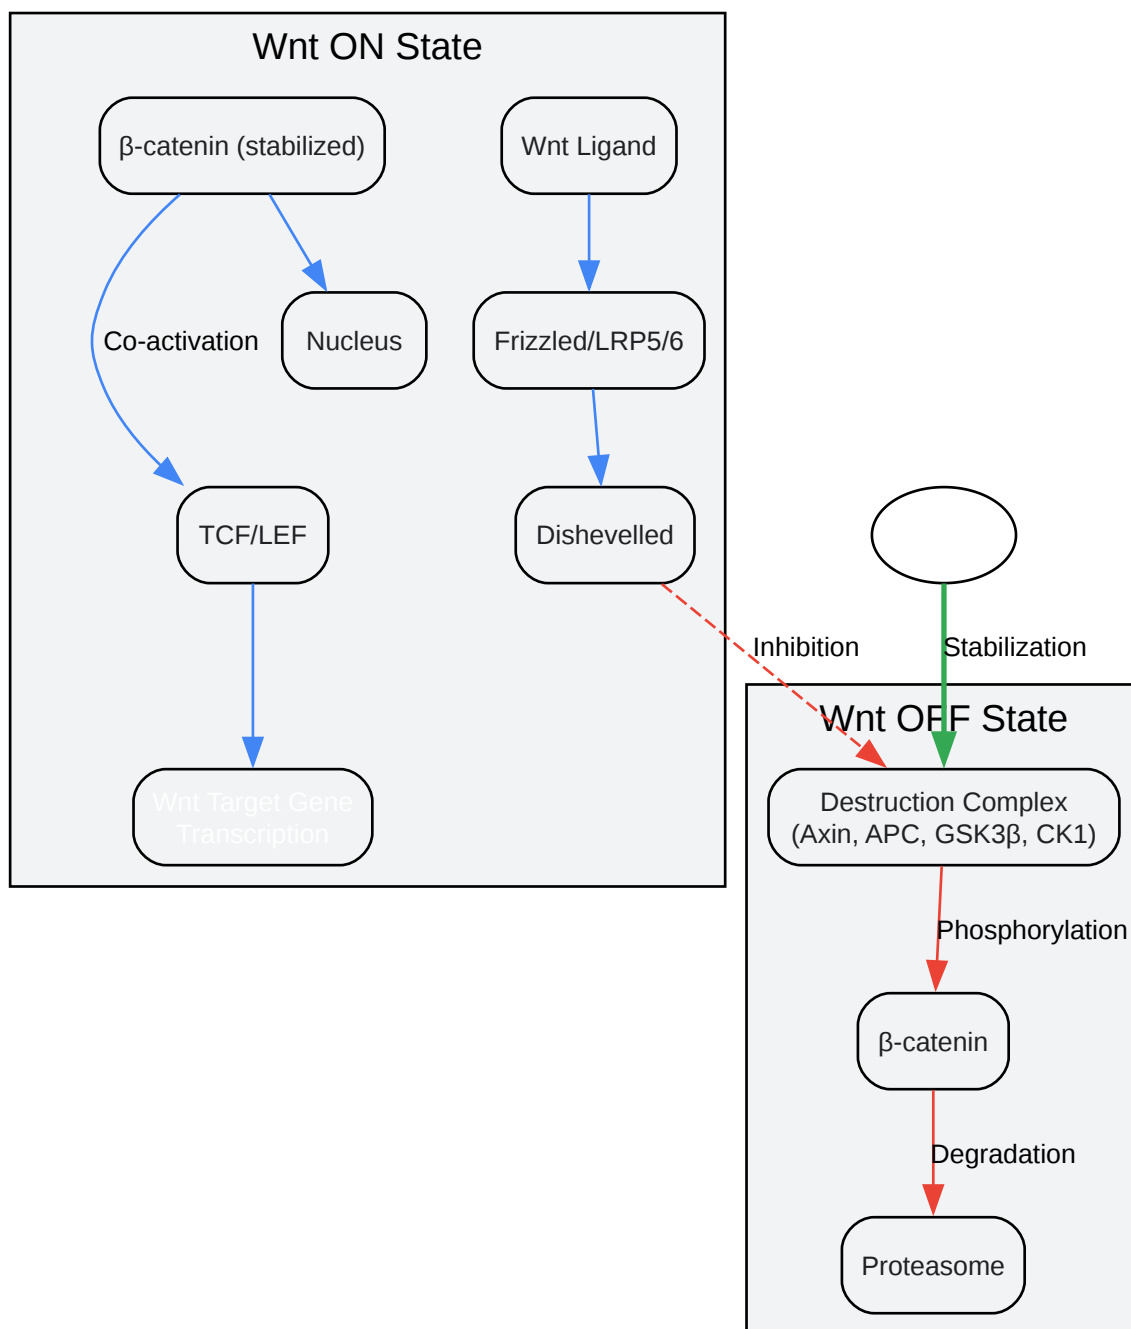 Wnt ON State
β-catenin (stabilized)
Wnt Ligand
Co-activation
Nucleus
Frizzled/LRP5/6
TCF/LEF
Dishevelled
Inhibition
Stabilization
Wnt OFF State
Wnt Target Gene
Transcription
Destruction Complex
(Axin, APC, GSK3β, CK1)
Phosphorylation
β-catenin
Degradation
Proteasome